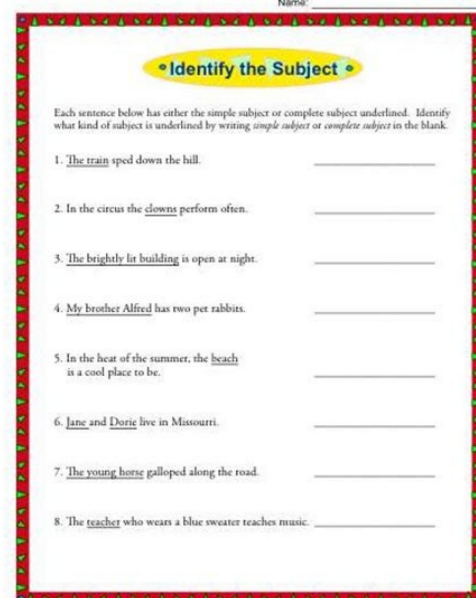 Name:
Identify the Subject
Each sentence below has either the simple subject or complete subject underlined. Identify
what kind of subject is underlined by writing simple subject or complete subject in the blank.
1. The train sped down the hill.
2. In the circus the clowns perform often.
3. The brightly lit building is open at night.
4. My brother Alfred has two pet rabbits.
5. In the heat of the summer, the beach
is a cool place to be.
6. Jane and Dorie live in Missourri.
7. The young horse galloped along the road.
8. The teacher who wears a blue sweater teaches music.